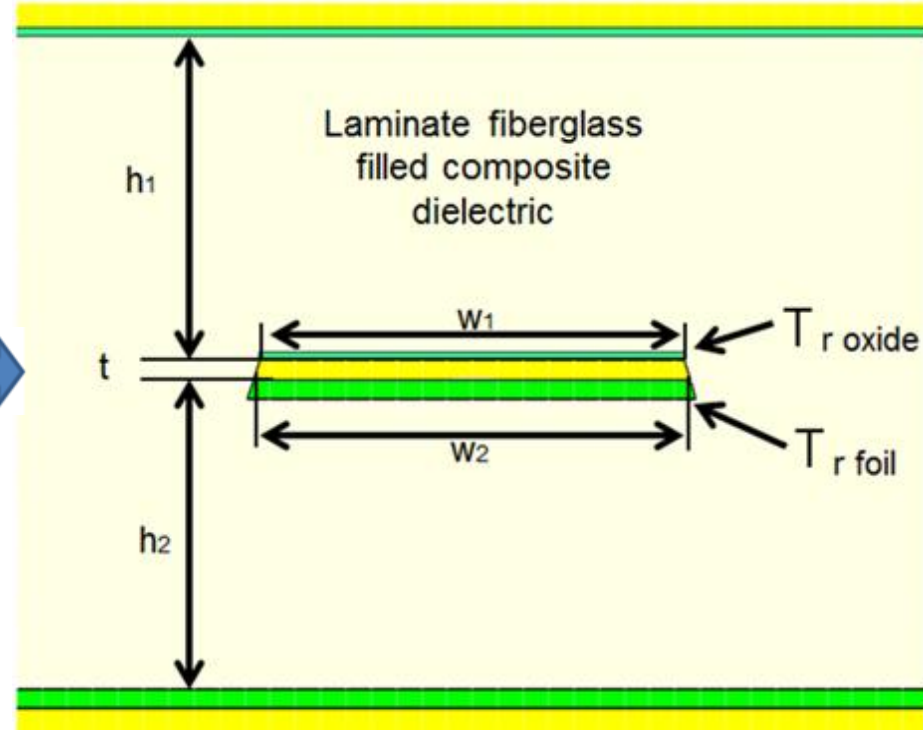 Laminate fiberglass
filled composite
dielectric
h1
w1
T r oxide
t
w2
T r foil
h2